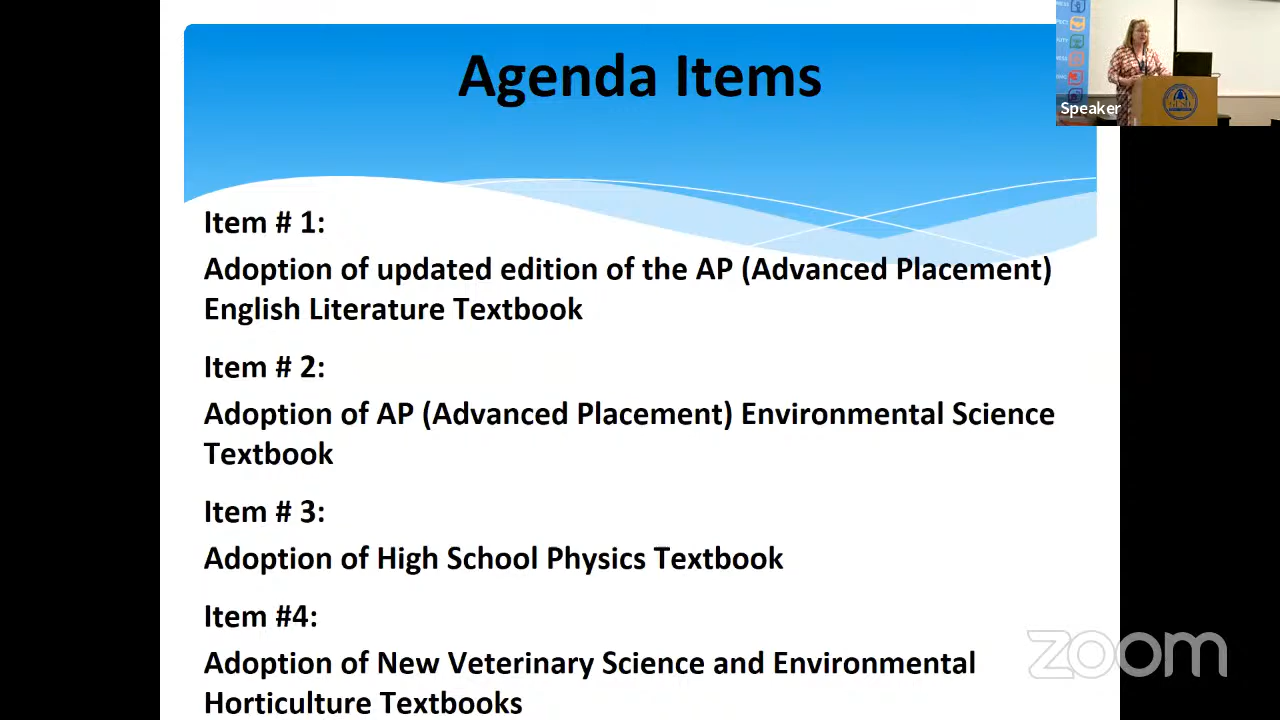 Agenda Items
Speaker
Item # 1:
Adoption of updated edition of the AP (Advanced Placement)
English Literature Textbook
Item # 2:
Adoption of AP (Advanced Placement) Environmental Science
Textbook
Item # 3:
Adoption of High School Physics Textbook
Item #4:
Adoption of New Veterinary Science and Environmental
Horticulture Textbooks
zoom